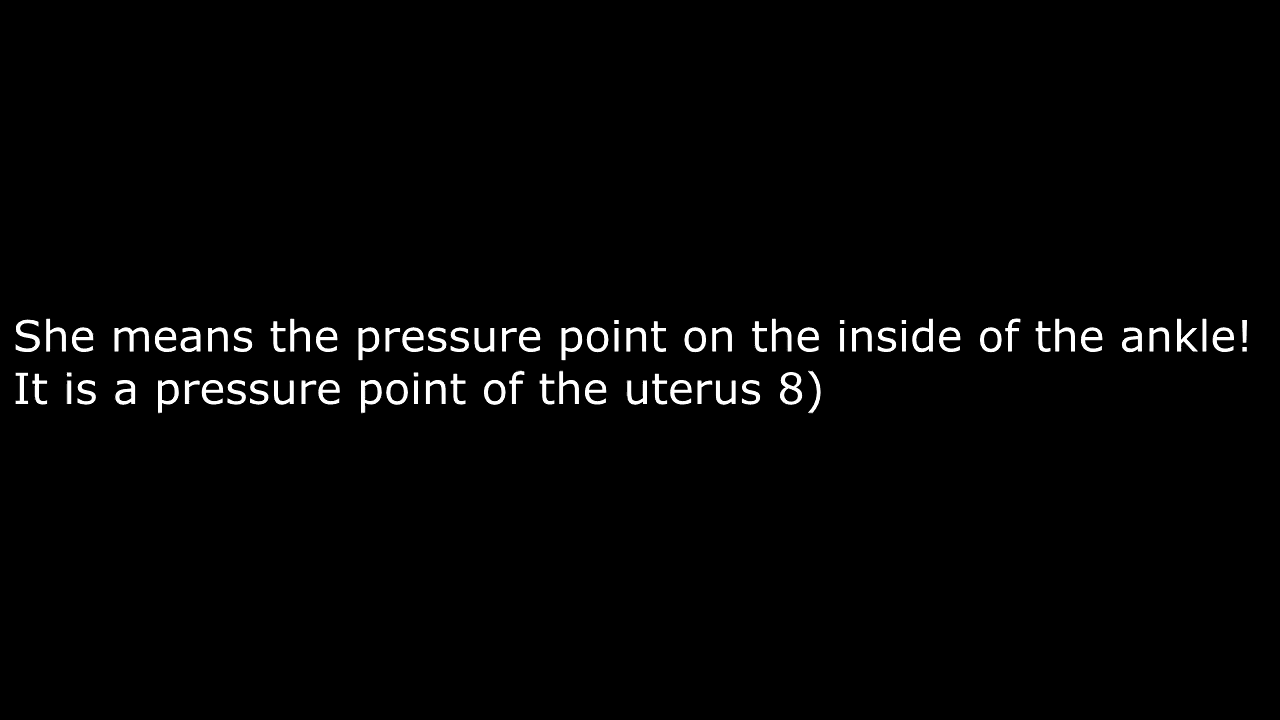 She means the pressure point on the inside of the ankle!
It is a pressure point of the uterus 8)